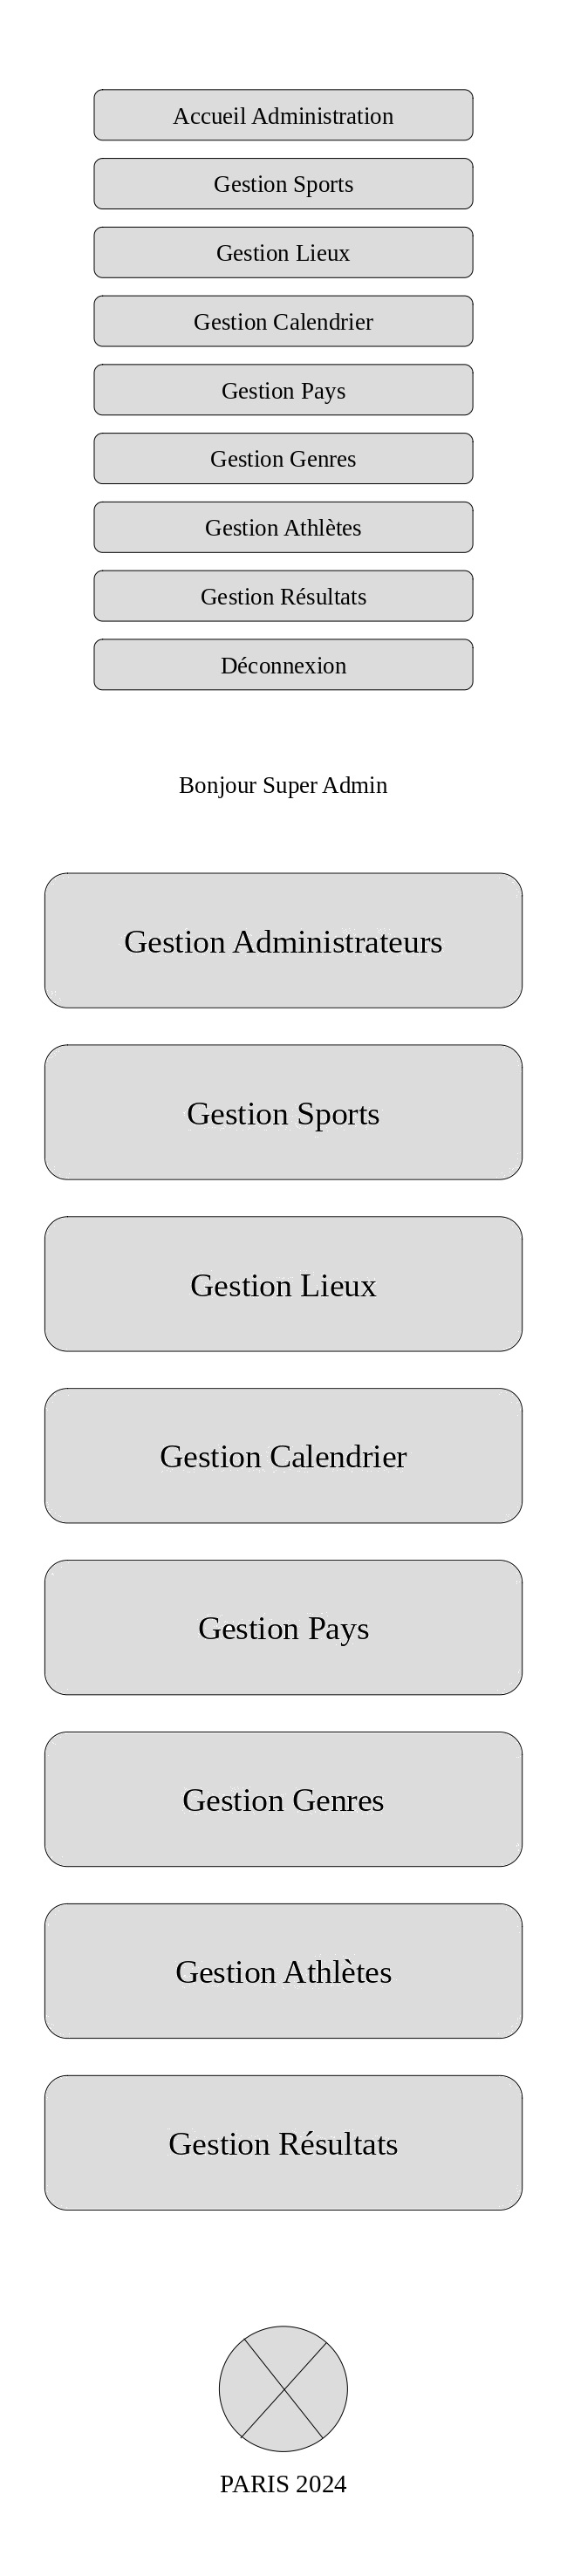 Accueil Administration
Gestion Sports
Gestion Lieux
Gestion Calendrier
Gestion Pays
Gestion Genres
Gestion Athlètes
Gestion Résultats
Déconnexion
Bonjour Super Admin
Gestion Administrateurs
Gestion Sports
Gestion Lieux
Gestion Calendrier
Gestion Pays
Gestion Genres
Gestion Athlètes
Gestion Résultats
PARIS 2024